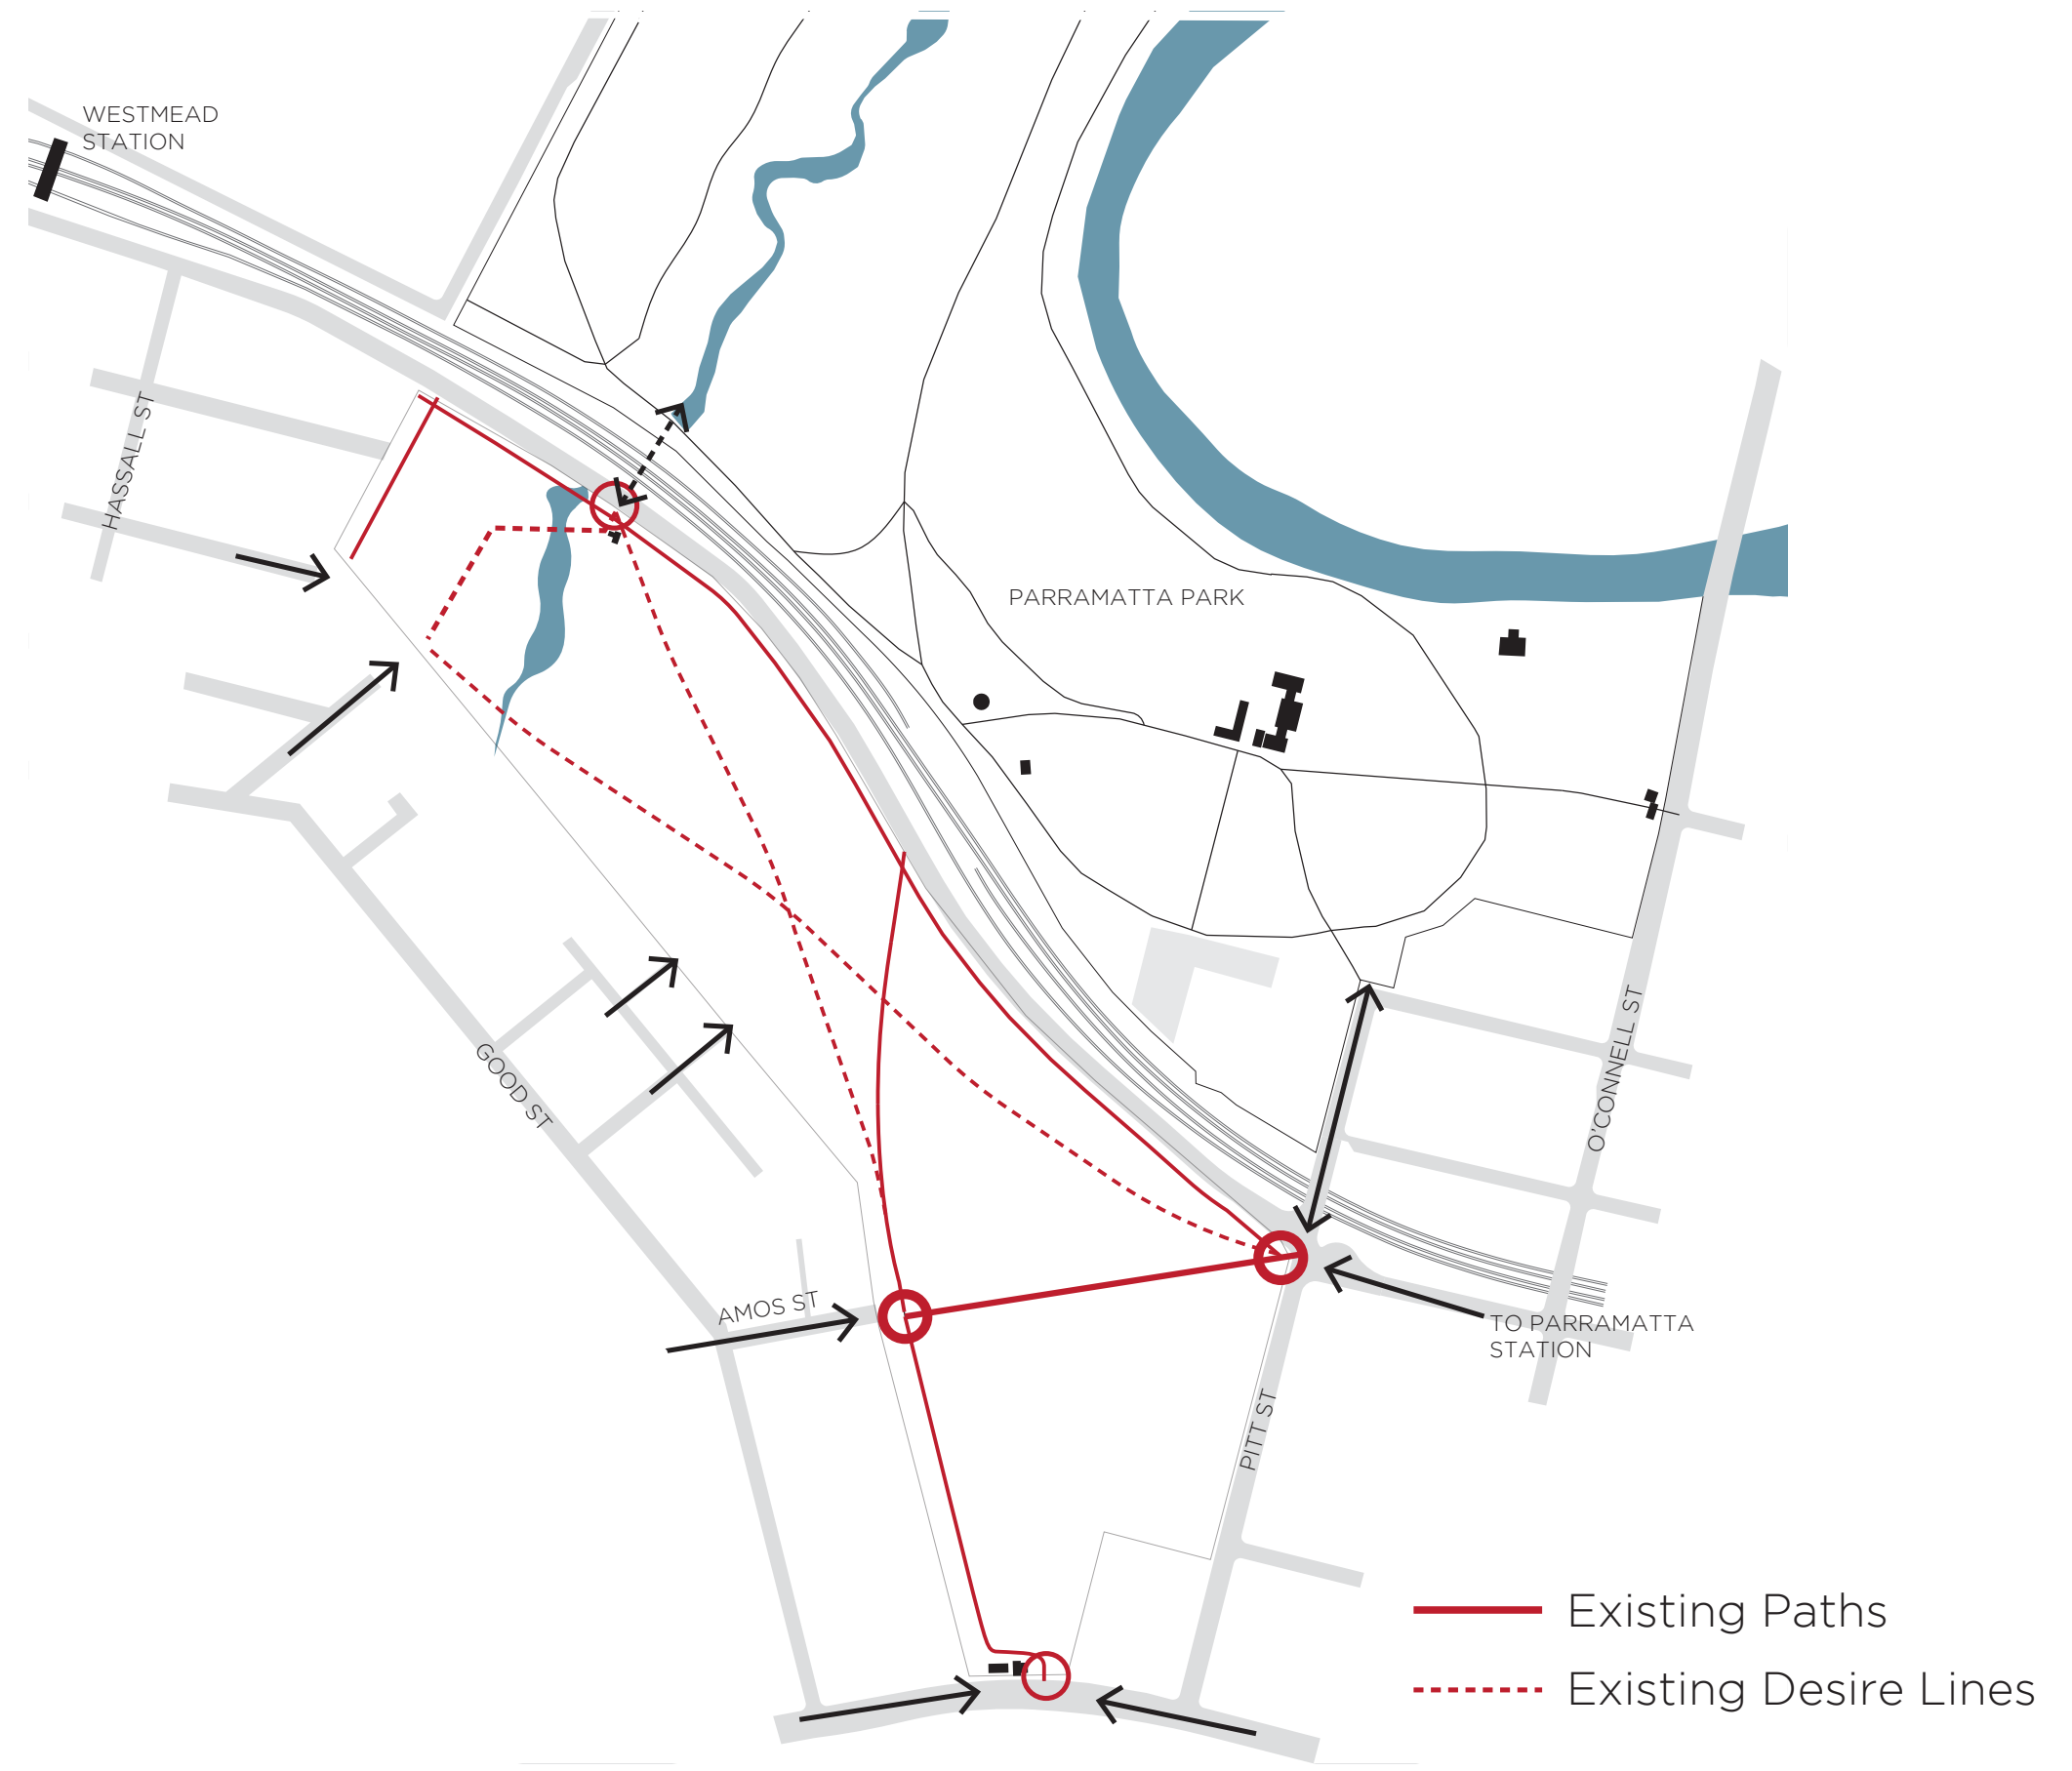 WESTMEAD
STATION
HASSALL ST
PARRAMATTA PARK
O'CONNELL ST
GOOD ST
AMOS ST
TO PARRAMATTA
STATION
PITT ST
Existing Paths
Existing Desire Lines